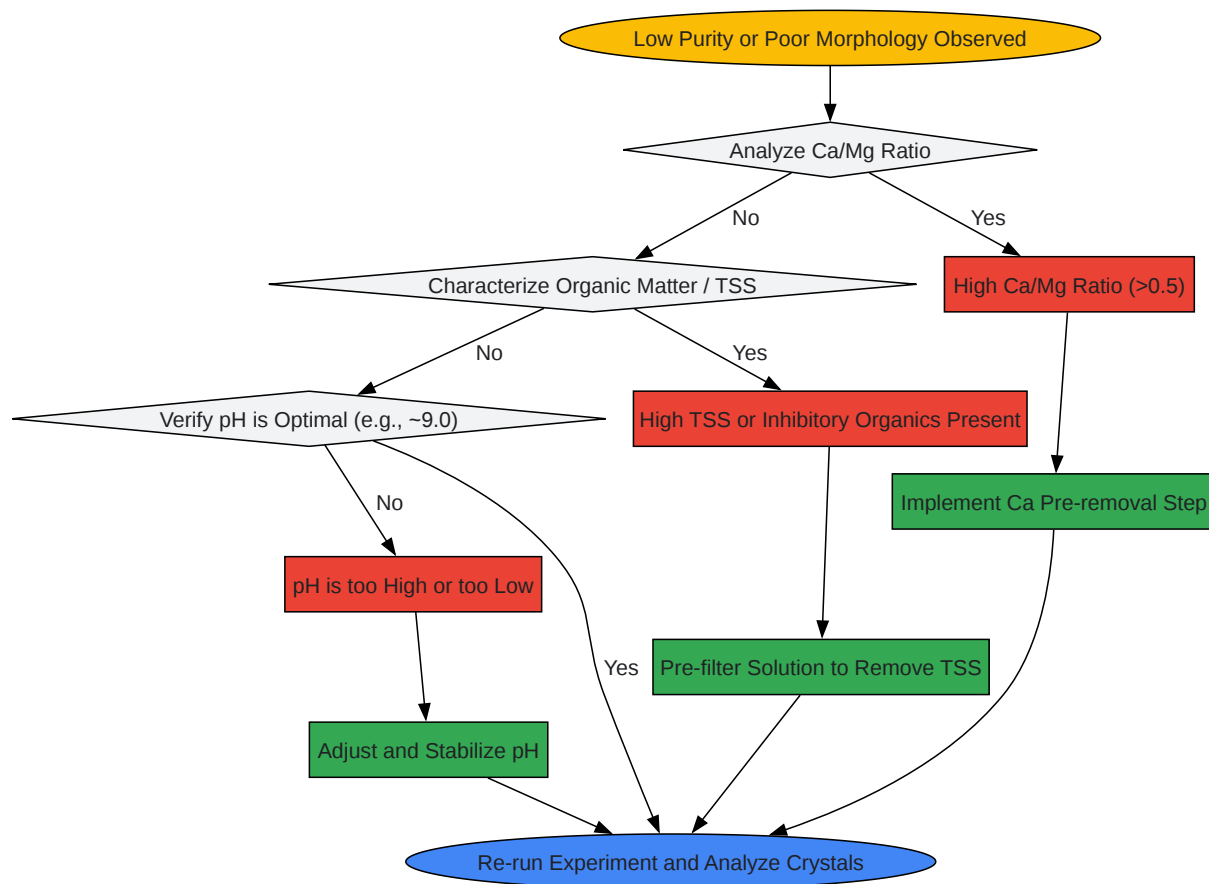 Low Purity or Poor Morphology Observed
Analyze Ca/Mg Ratio
No
Yes
Characterize Organic Matter / TSS
High Ca/Mg Ratio (>0.5)
No
Yes
Verify pH is Optimal (e.g., ~9.0)
High TSS or Inhibitory Organics Present
No
Implement Ca Pre-removal Step
pH is too High or too Low
Yes
Pre-filter Solution to Remove TSS
Adjust and Stabilize pH
Re-run Experiment and Analyze Crystals